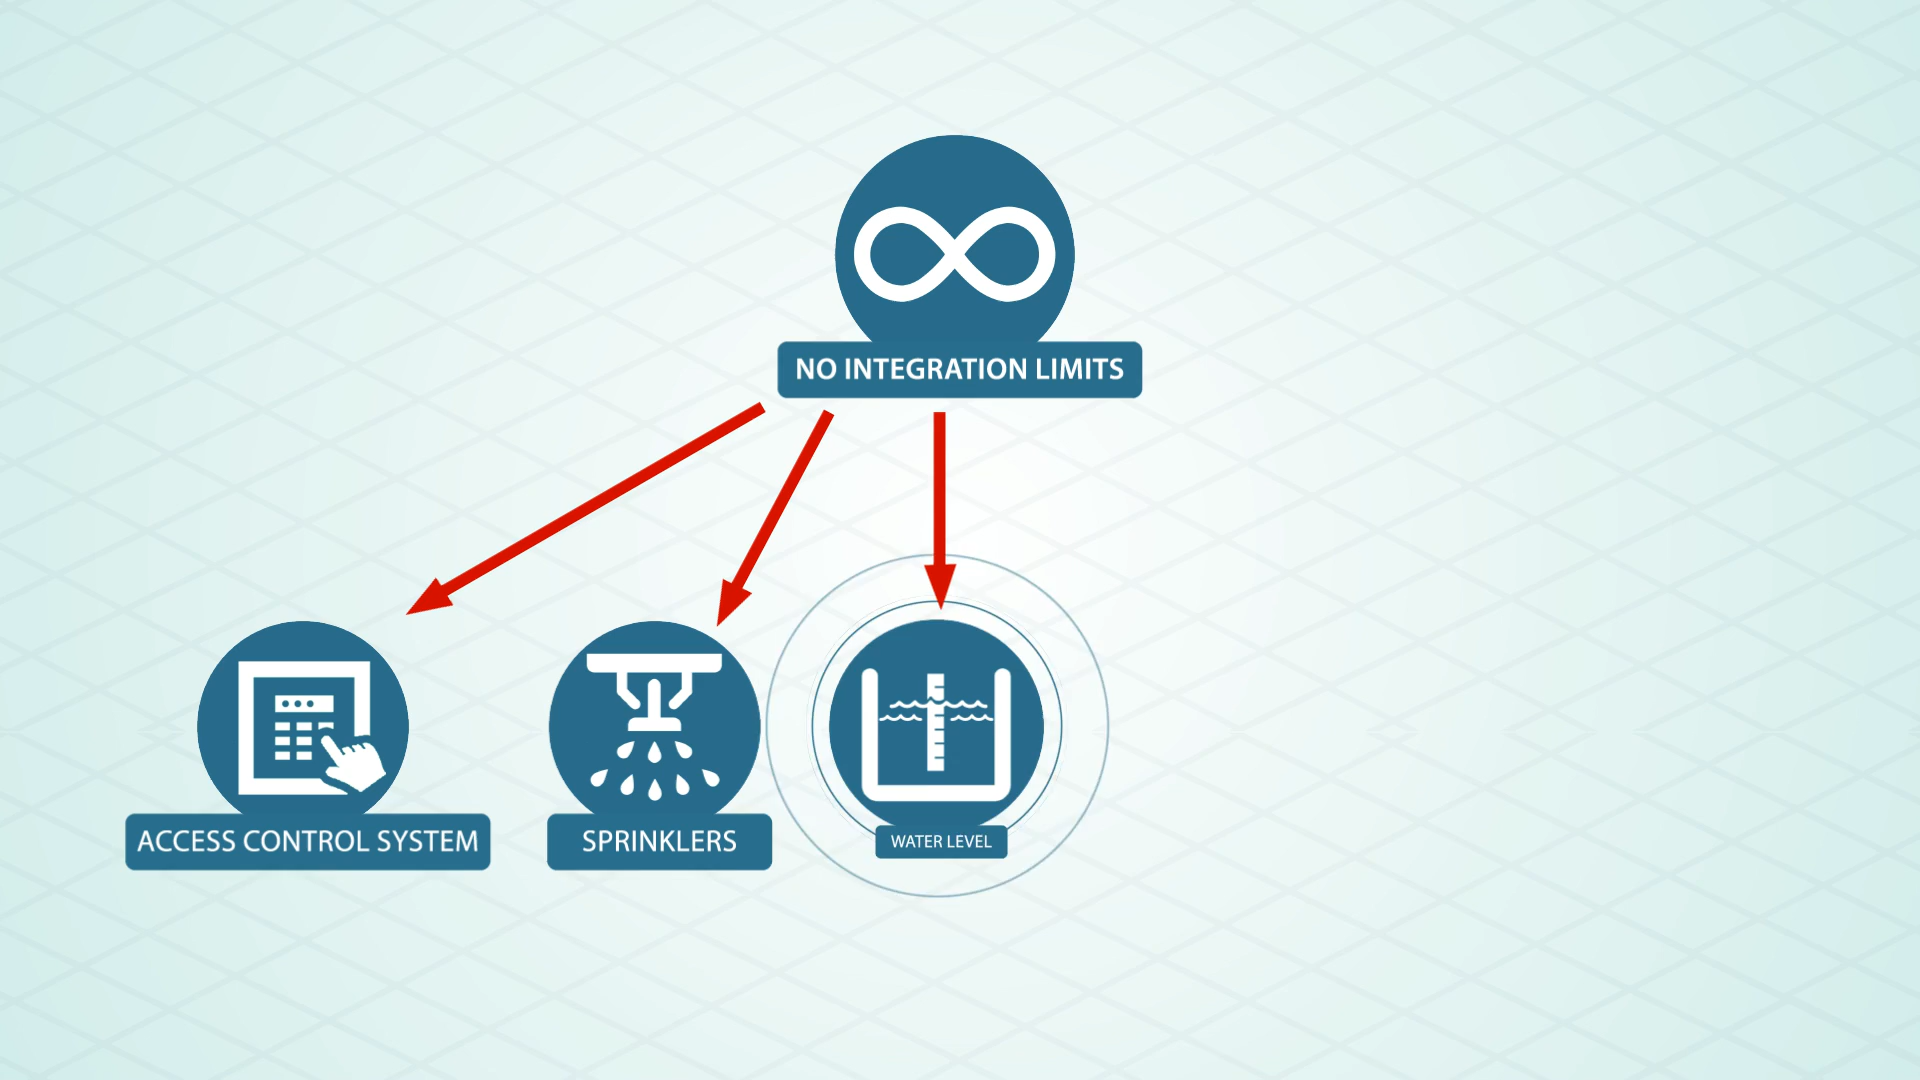 NO INTEGRATION LIMITS
ACCESS CONTROL SYSTEM
SPRINKLERS
WATER LEVEL